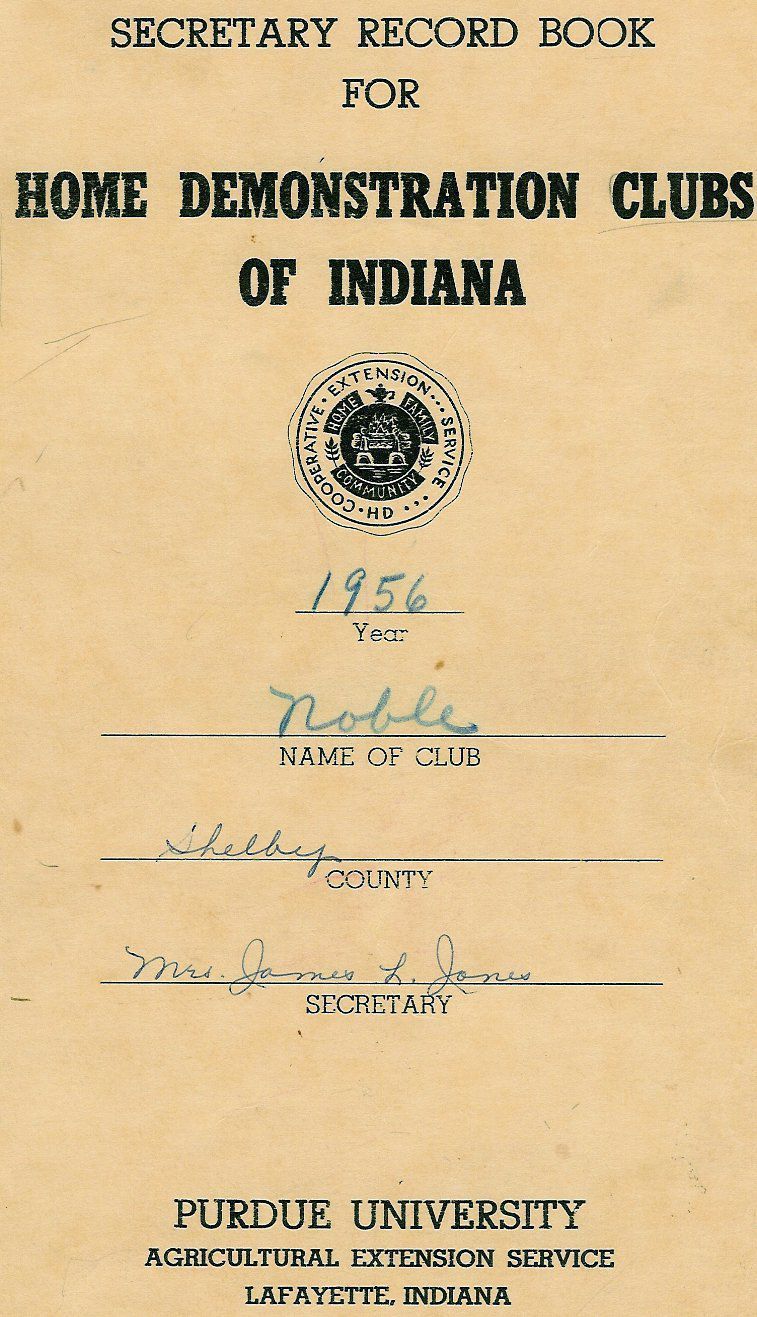 SECRETARY RECORD BOOK
FOR
HOME DEMONSTRATION CLUBS
OF INDIANA
COOPERATIVE • EXTENSION ... SERVICE ... HD •
HOME FAMILY
COMMUNITY
1956
Year
Noble
NAME OF CLUB
Shelby
COUNTY
Mrs. James L. Jones
SECRETARY
PURDUE UNIVERSITY
AGRICULTURAL EXTENSION SERVICE
LAFAYETTE, INDIANA